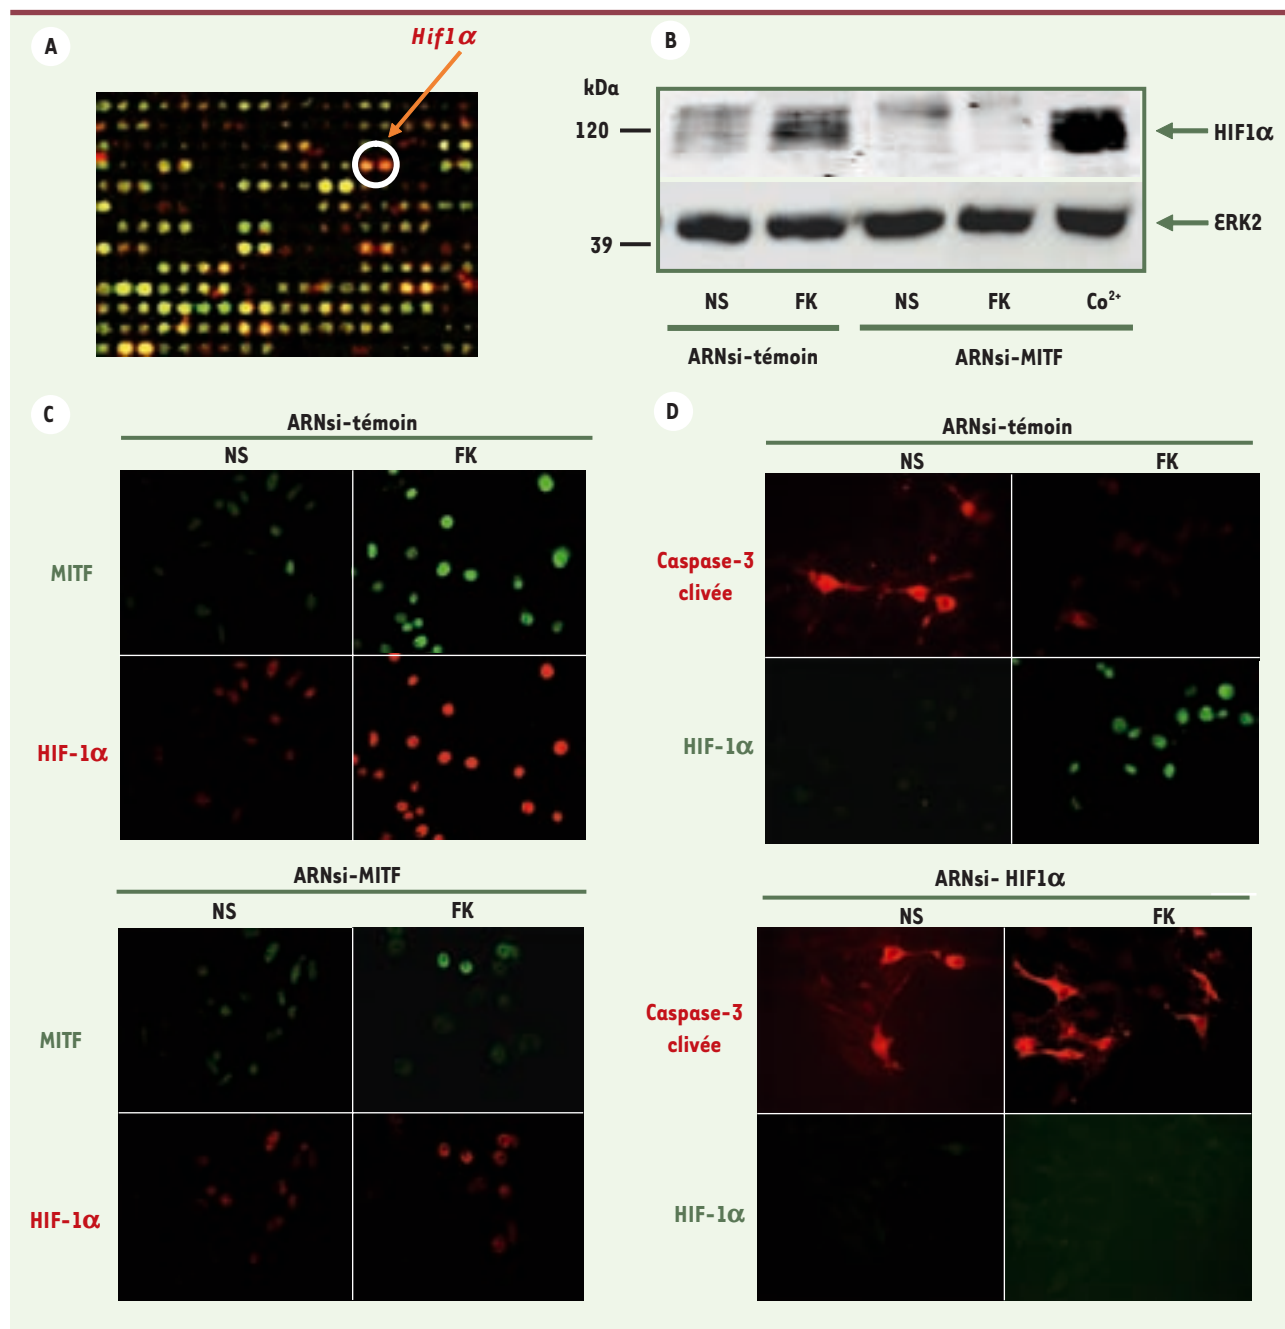 A
Hif1α
B
kDa
120
HIF1α
39
ERK2
NS FK NS FK Co²⁺
ARNsi-témoin ARNsi-MITF
C
ARNsi-témoin
NS FK
MITF
HIF-1α
ARNsi-MITF
NS FK
MITF
HIF-1α
D
ARNsi-témoin
NS FK
Caspase-3
clivée
HIF-1α
ARNsi- HIF1α
NS FK
Caspase-3
clivée
HIF-1α